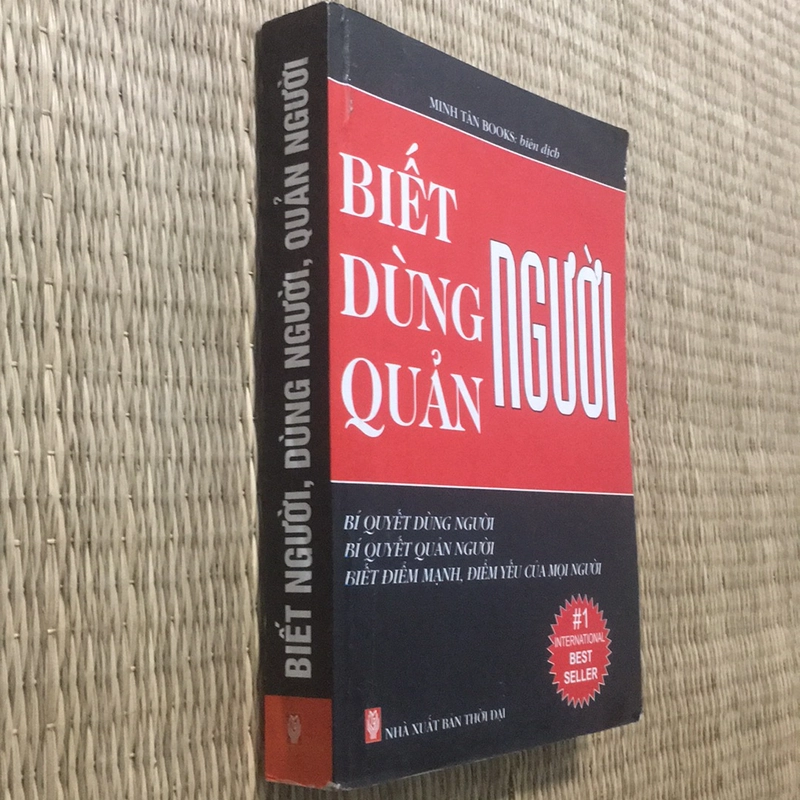 BIẾT NGƯỜI, DÙNG NGƯỜI, QUẢN NGƯỜI
MINH TÂN BOOKS: biên dịch
BIẾT
DÙNG
QUẢN
NGƯỜI
BÍ QUYẾT DÙNG NGƯỜI
BÍ QUYẾT QUẢN NGƯỜI
BIẾT ĐIỂM MẠNH, ĐIỂM YẾU CỦA MỌI NGƯỜI
#1
INTERNATIONAL
BEST
SELLER
NHÀ XUẤT BẢN THỜI ĐẠI